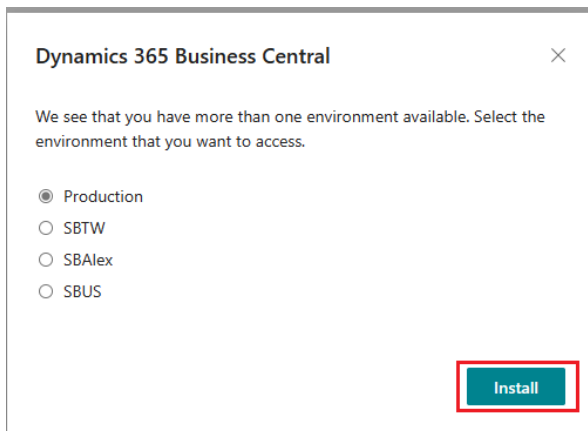 Dynamics 365 Business Central
We see that you have more than one environment available. Select the
environment that you want to access.
Production
SBTW
SBAlex
SBUS
Install